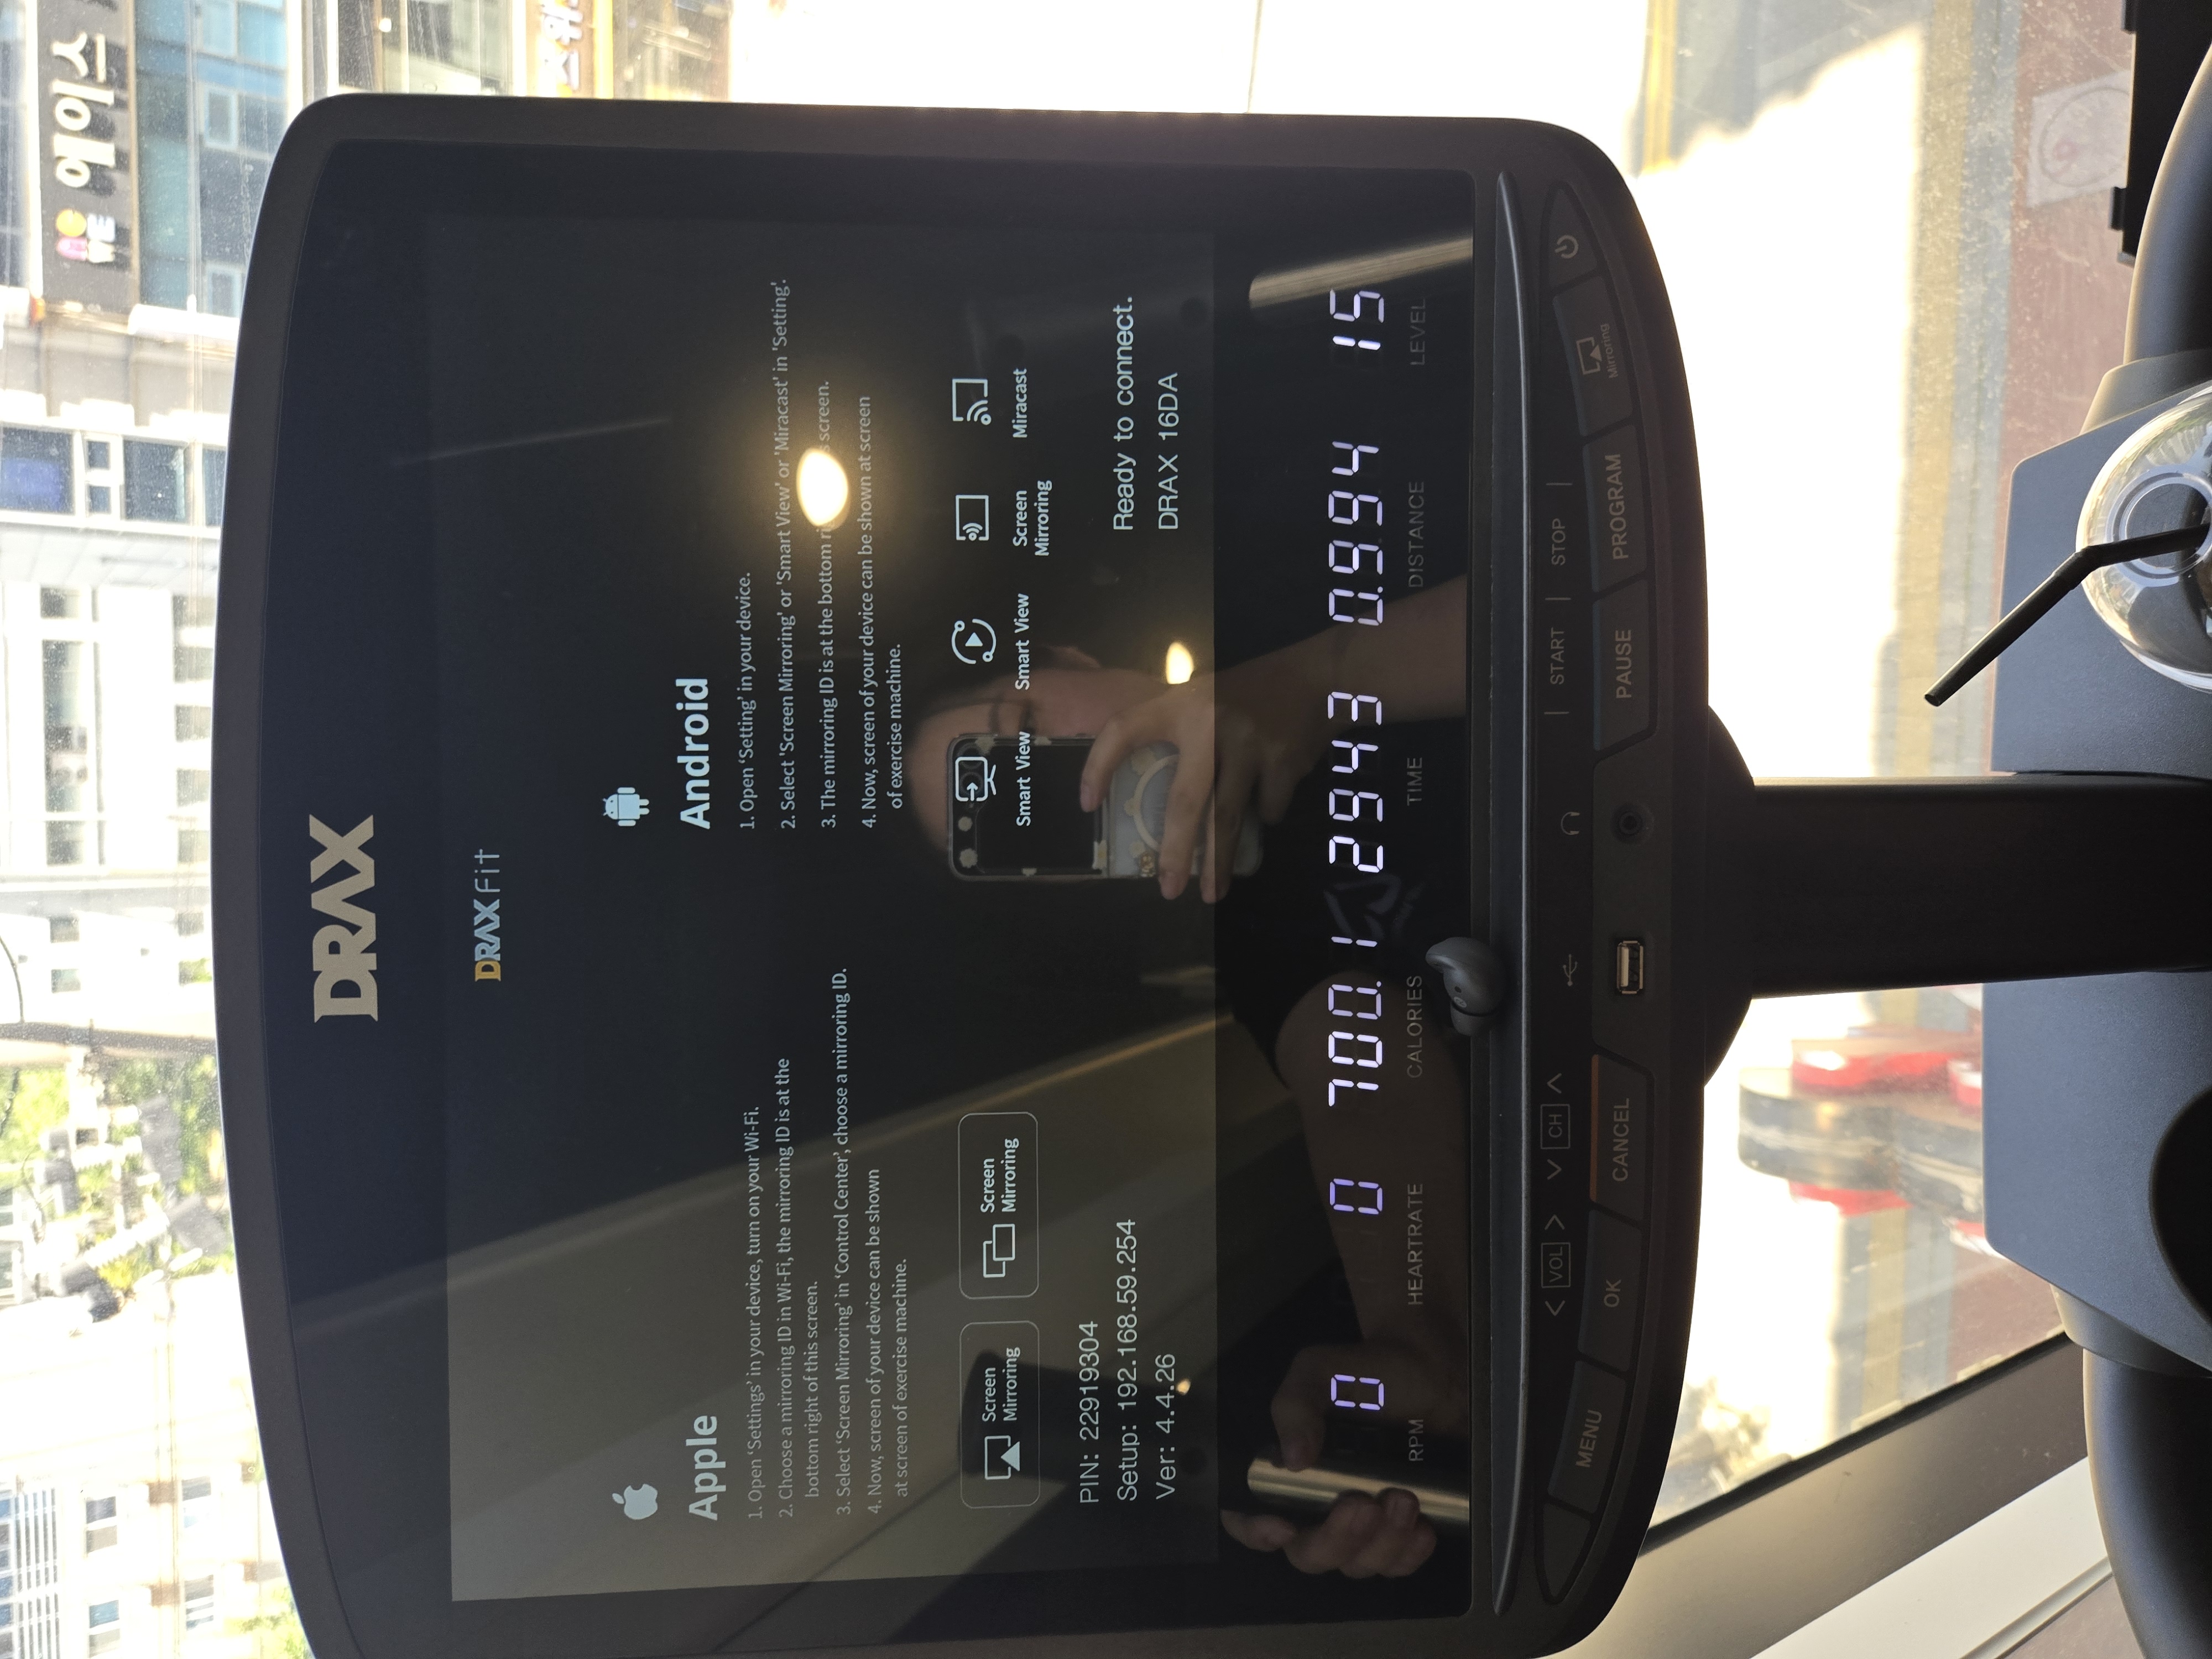 WE 에이스
DRAX
DRAXFit
Apple
1. Open ‘Settings’ in your device, turn on your Wi-Fi.
2. Choose a mirroring ID in Wi-Fi, the mirroring ID is at the
bottom right of this screen.
3. Select ‘Screen Mirroring’ in ‘Control Center’, choose a mirroring ID.
4. Now, screen of your device can be shown
at screen of exercise machine.
Screen
Mirroring
Screen
Mirroring
PIN: 22919304
Setup: 192.168.59.254
Ver: 4.4.26
Android
1. Open ‘Setting’ in your device.
2. Select 'Screen Mirroring' or 'Smart View' or 'Miracast' in 'Setting'.
3. The mirroring ID is at the bottom screen.
4. Now, screen of your device can be shown at screen
of exercise machine.
Smart View
Smart View
Screen
Mirroring
Miracast
Ready to connect.
DRAX 16DA
0 0 700.1 2943 0.994 15
RPM HEARTRATE CALORIES TIME DISTANCE LEVEL
< VOL > CH START STOP
MENU OK CANCEL PAUSE PROGRAM Mirroring